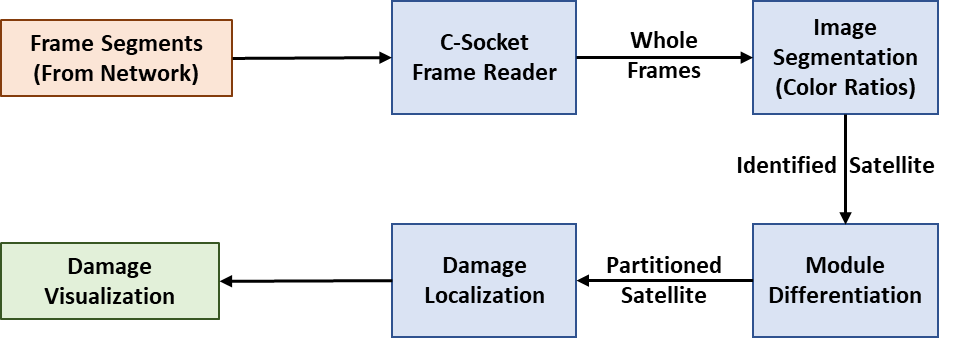 Frame Segments
(From Network)
C-Socket
Frame Reader
Whole
Frames
Image
Segmentation
(Color Ratios)
Identified Satellite
Module
Differentiation
Partitioned
Satellite
Damage
Localization
Damage
Visualization